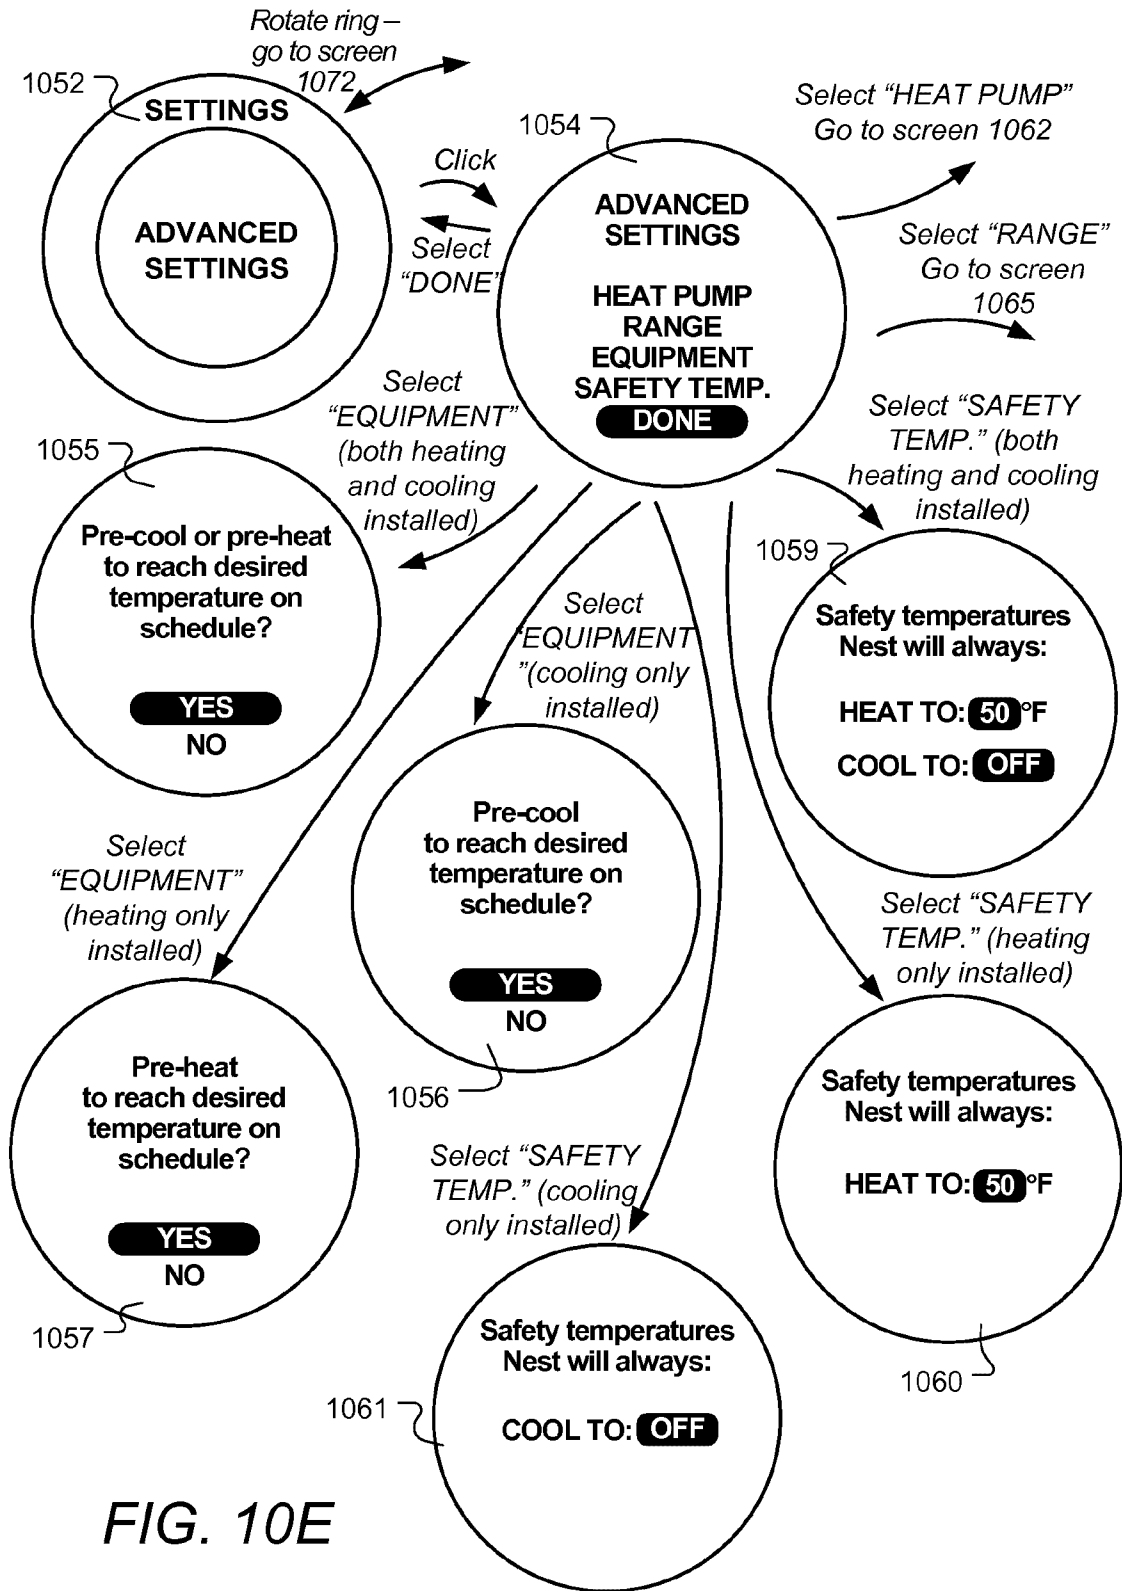 Rotate ring –
go to screen
1072
1052
SETTINGS
ADVANCED
SETTINGS
Click
Select
"DONE"
1054
ADVANCED
SETTINGS
HEAT PUMP
RANGE
EQUIPMENT
SAFETY TEMP.
DONE
Select “HEAT PUMP”
Go to screen 1062
Select “RANGE”
Go to screen
1065
Select
“EQUIPMENT”
(both heating
and cooling
installed)
Select “SAFETY
TEMP.” (both
heating and cooling
installed)
1055
Pre-cool or pre-heat
to reach desired
temperature on
schedule?
YES
NO
1059
Safety temperatures
Nest will always:
HEAT TO: 50 °F
COOL TO: OFF
Select
“EQUIPMENT
”(cooling only
installed)
Pre-cool
to reach desired
temperature on
schedule?
YES
NO
1056
Select
“EQUIPMENT”
(heating only
installed)
Pre-heat
to reach desired
temperature on
schedule?
YES
NO
1057
Select “SAFETY
TEMP.” (heating
only installed)
Safety temperatures
Nest will always:
HEAT TO: 50 °F
1060
Select “SAFETY
TEMP.” (cooling
only installed)
1061
Safety temperatures
Nest will always:
COOL TO: OFF
FIG. 10E